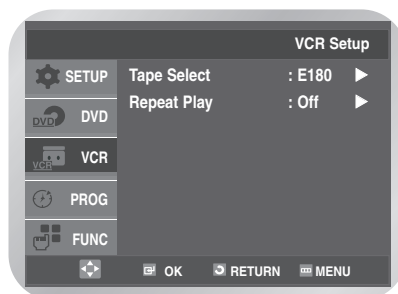 VCR Setup
SETUP
DVD
DVD
VCR
VCR
PROG
FUNC
Tape Select : E180
Repeat Play : Off
OK RETURN MENU